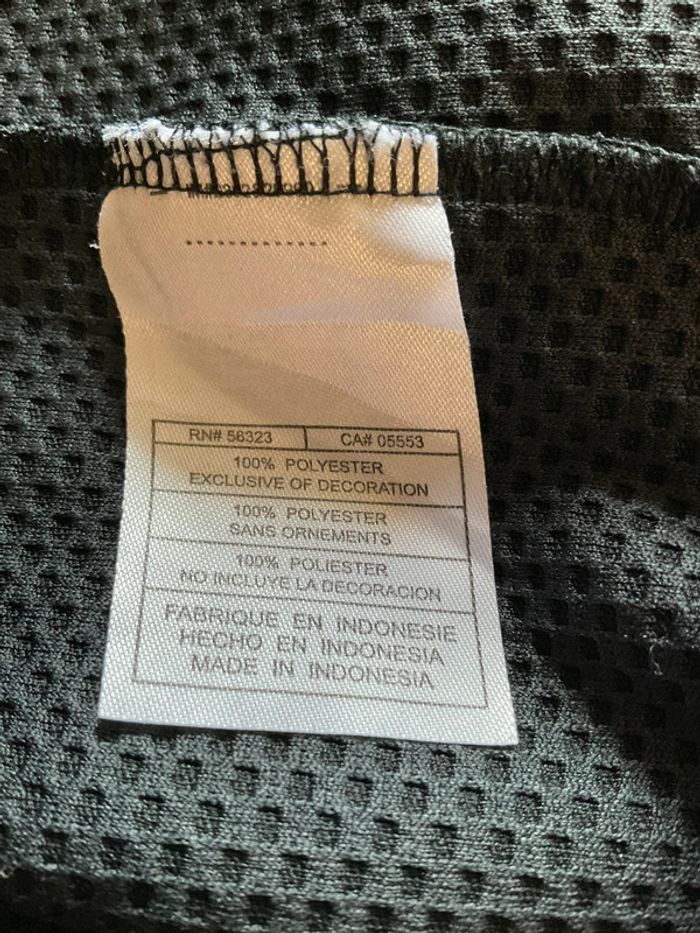 RN# 56323 CA# 05553
100% POLYESTER
EXCLUSIVE OF DECORATION
100% POLYESTER
SANS ORNEMENTS
100% POLIESTER
NO INCLUYE LA DECORACION
FABRIQUE EN INDONESIE
HECHO EN INDONESIA
MADE IN INDONESIA